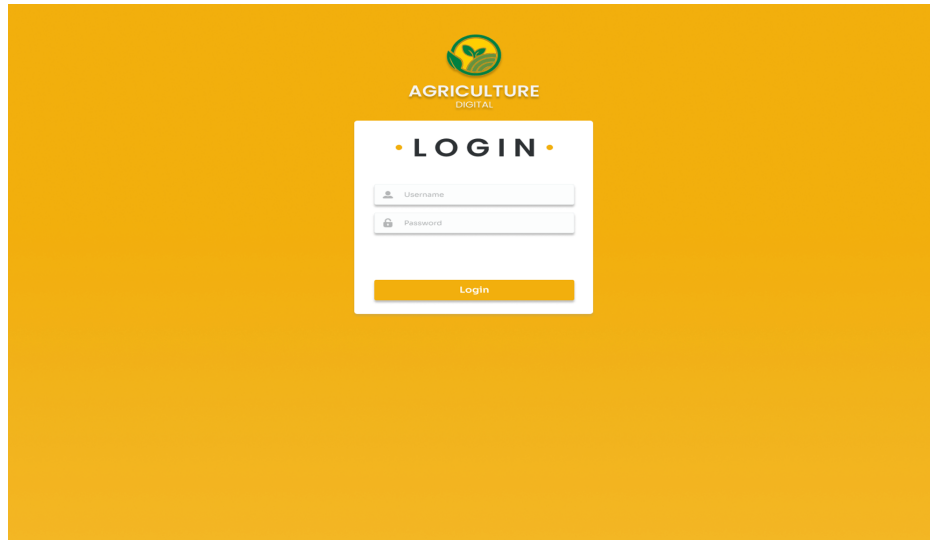 AGRICULTURE
DIGITAL
• LOGIN •
Username
Password
Login